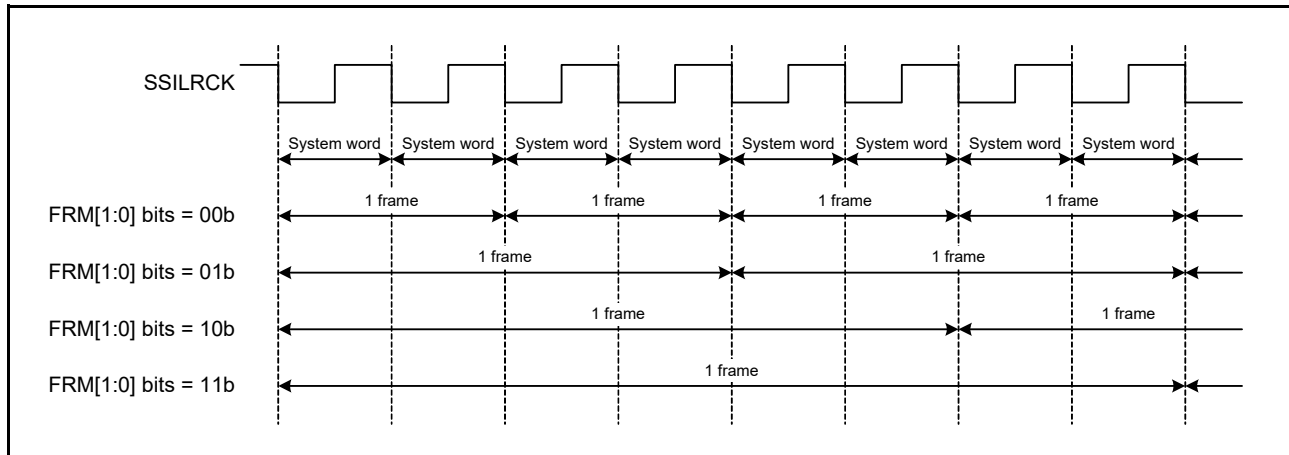 SSILRCK
System word System word System word System word System word System word System word System word
FRM[1:0] bits = 00b 1 frame 1 frame 1 frame 1 frame
FRM[1:0] bits = 01b 1 frame 1 frame
FRM[1:0] bits = 10b 1 frame 1 frame
FRM[1:0] bits = 11b 1 frame